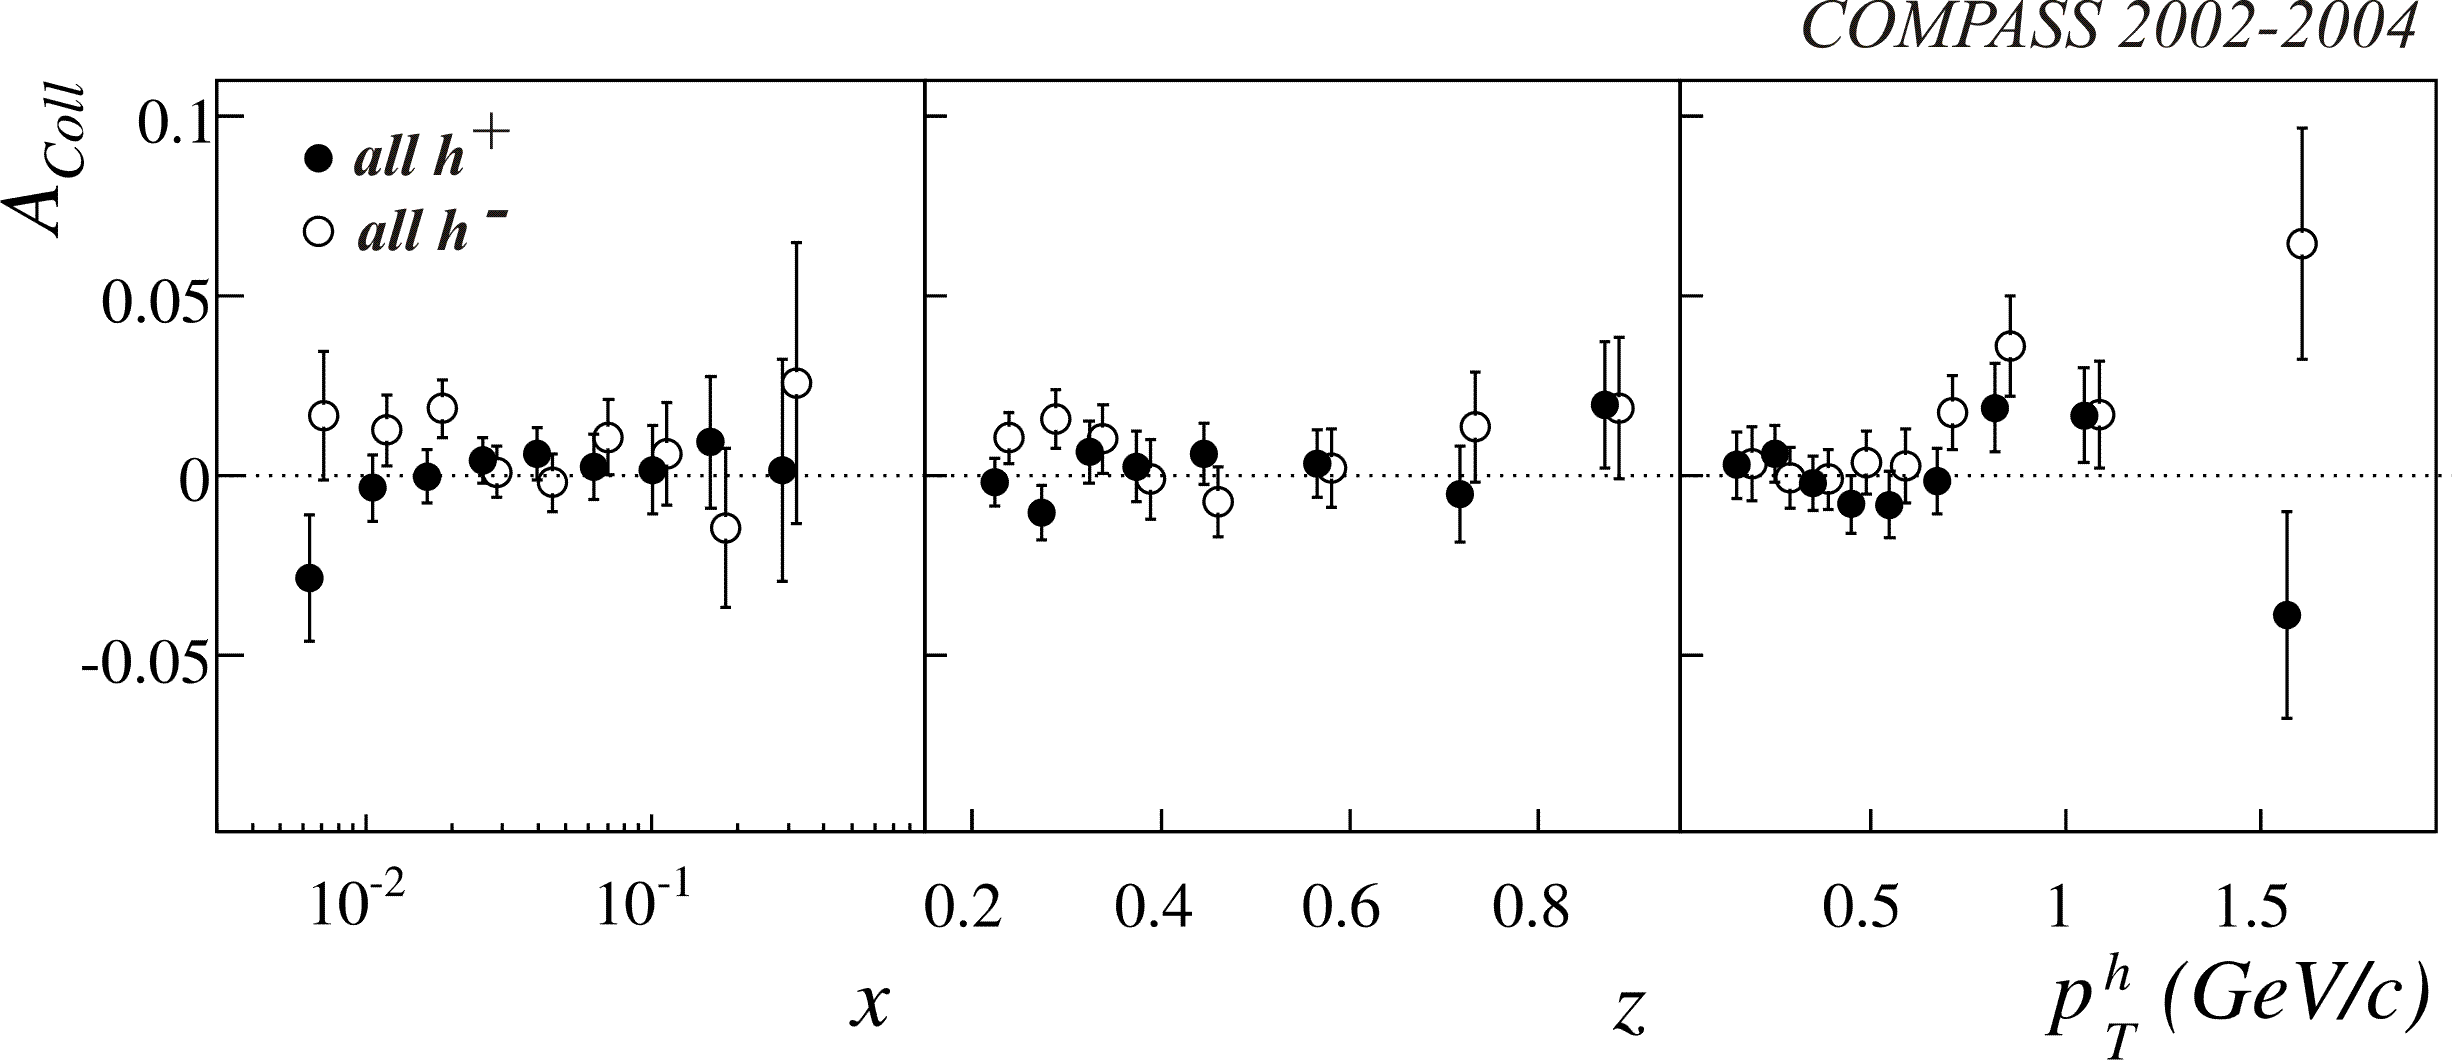 COMPASS 2002-2004
A_Coll
0.1
0.05
0
-0.05
all h⁺
all h⁻
10⁻² 10⁻¹
0.2 0.4 0.6 0.8
0.5 1 1.5
x
z
p_T^h (GeV/c)